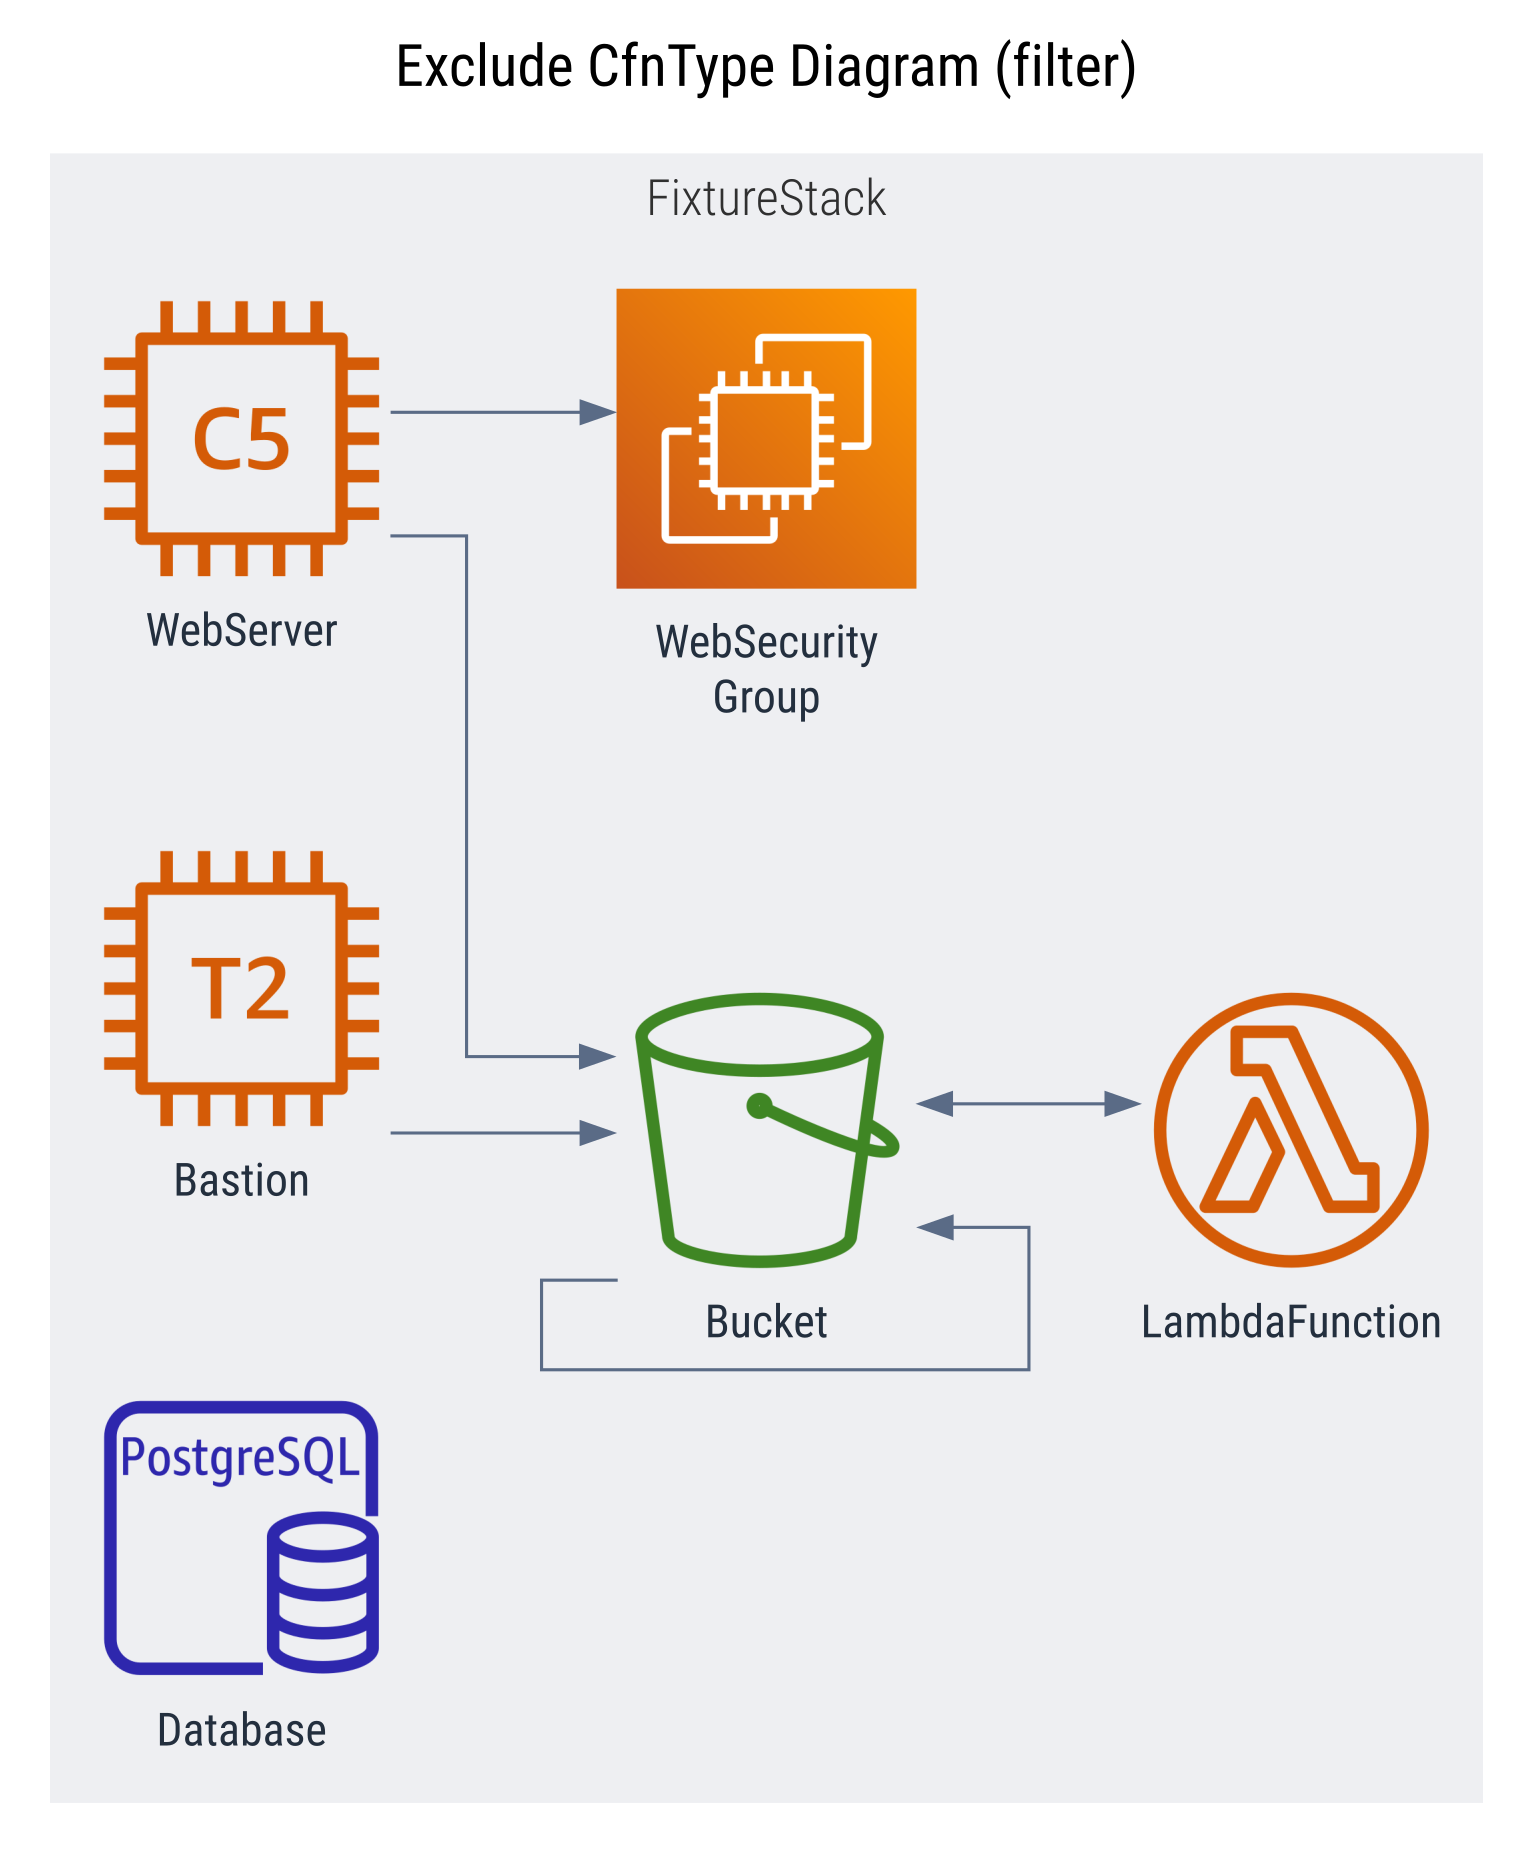 Exclude CfnType Diagram (filter)
FixtureStack
C5
WebServer
WebSecurity
Group
T2
Bastion
Bucket
LambdaFunction
PostgreSQL
Database